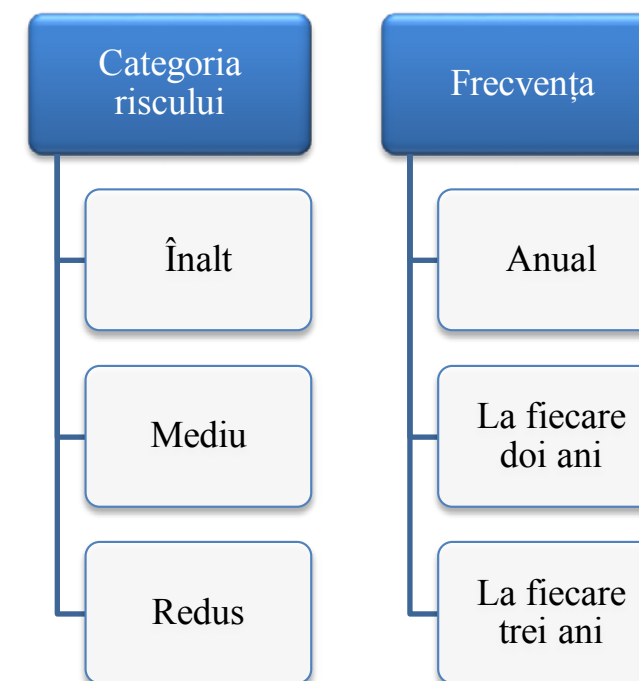 Categoria
riscului
Înalt
Mediu
Redus
Frecvența
Anual
La fiecare
doi ani
La fiecare
trei ani